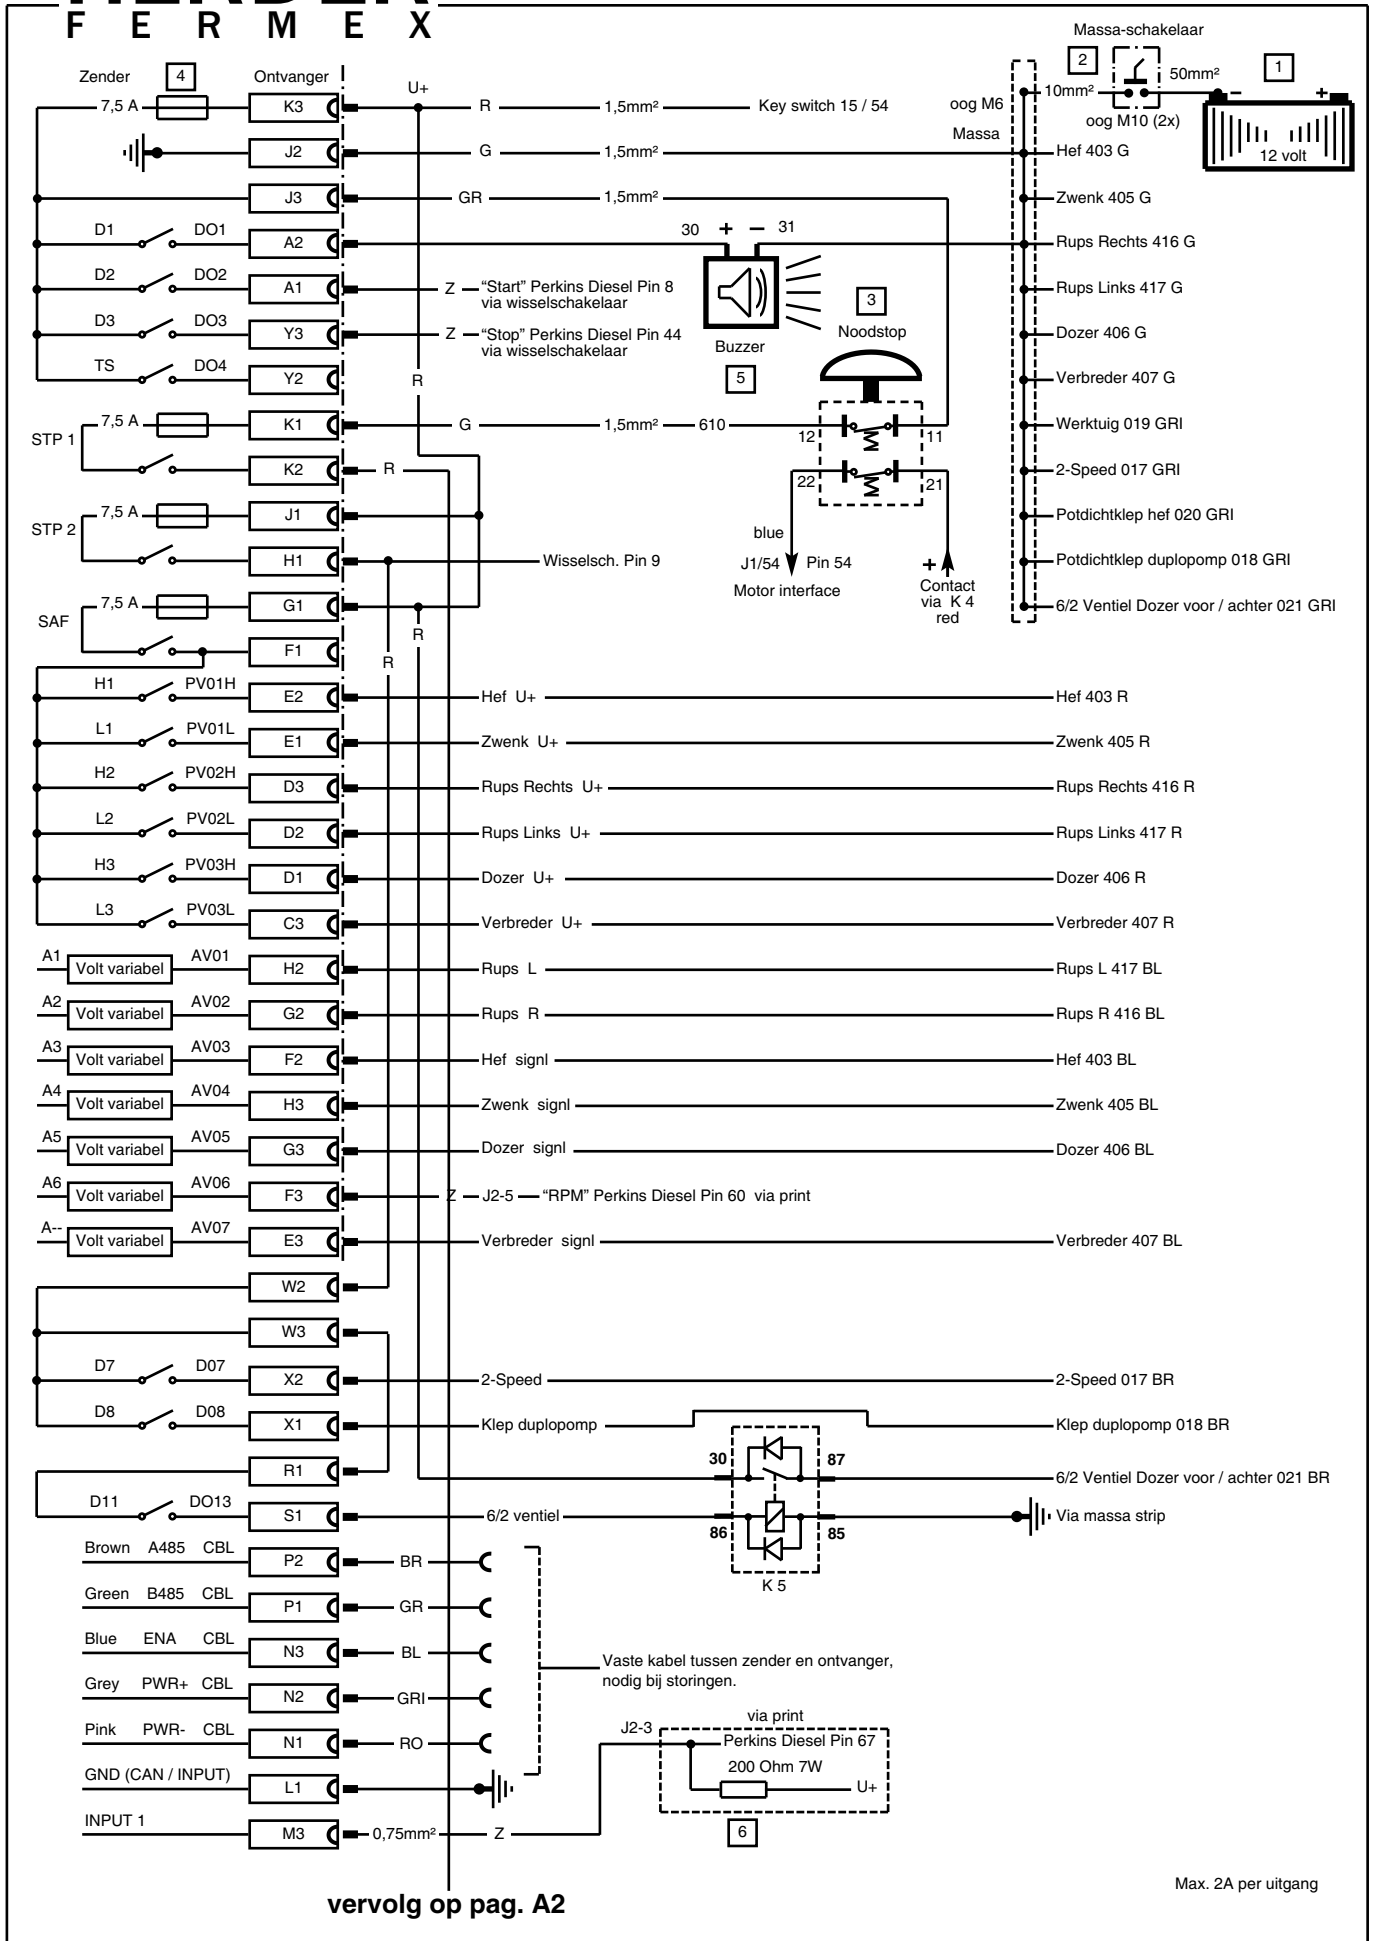 HERDER
F E R M E X
Massa-schakelaar
Zender 4 Ontvanger U+ 2 50mm² 1
7,5 A K3 R 1,5mm² Key switch 15 / 54 oog M6 10mm² - +
oog M10 (2x)
Massa
J2 G 1,5mm² Hef 403 G 12 volt
J3 GR 1,5mm² Zwenk 405 G
D1 DO1 A2 30 + – 31 Rups Rechts 416 G
D2 DO2 A1 Z “Start” Perkins Diesel Pin 8 Rups Links 417 G
via wisselschakelaar 3
D3 DO3 Y3 Z “Stop” Perkins Diesel Pin 44 Noodstop Dozer 406 G
via wisselschakelaar Buzzer
TS DO4 Y2 R 5 Verbreder 407 G
STP 1 7,5 A K1 G 1,5mm² 610 12 11 Werktuig 019 GRI
K2 R 22 21 2-Speed 017 GRI
STP 2 7,5 A J1 Potdichtklep hef 020 GRI
blue
H1 Wisselsch. Pin 9 J1/54 Pin 54 + Potdichtklep duplopomp 018 GRI
Motor interface Contact
via K 4
red
SAF 7,5 A G1 6/2 Ventiel Dozer voor / achter 021 GRI
R
F1 R
H1 PV01H E2 Hef U+ Hef 403 R
L1 PV01L E1 Zwenk U+ Zwenk 405 R
H2 PV02H D3 Rups Rechts U+ Rups Rechts 416 R
L2 PV02L D2 Rups Links U+ Rups Links 417 R
H3 PV03H D1 Dozer U+ Dozer 406 R
L3 PV03L C3 Verbreder U+ Verbreder 407 R
A1 Volt variabel AV01 H2 Rups L Rups L 417 BL
A2 Volt variabel AV02 G2 Rups R Rups R 416 BL
A3 Volt variabel AV03 F2 Hef signl Hef 403 BL
A4 Volt variabel AV04 H3 Zwenk signl Zwenk 405 BL
A5 Volt variabel AV05 G3 Dozer signl Dozer 406 BL
A6 Volt variabel AV06 F3 Z J2-5 “RPM” Perkins Diesel Pin 60 via print
A-- Volt variabel AV07 E3 Verbreder signl Verbreder 407 BL
W2
W3
D7 D07 X2 2-Speed 2-Speed 017 BR
D8 D08 X1 Klep duplopomp Klep duplopomp 018 BR
R1 30 87 6/2 Ventiel Dozer voor / achter 021 BR
D11 DO13 S1 6/2 ventiel 86 85 Via massa strip
K 5
Brown A485 CBL P2 BR
Green B485 CBL P1 GR
Blue ENA CBL N3 BL
Vaste kabel tussen zender en ontvanger,
nodig bij storingen.
Grey PWR+ CBL N2 GRI
via print
Pink PWR- CBL N1 RO J2-3 Perkins Diesel Pin 67
200 Ohm 7W
GND (CAN / INPUT) L1 U+
INPUT 1 M3 0,75mm² Z 6
Max. 2A per uitgang
vervolg op pag. A2